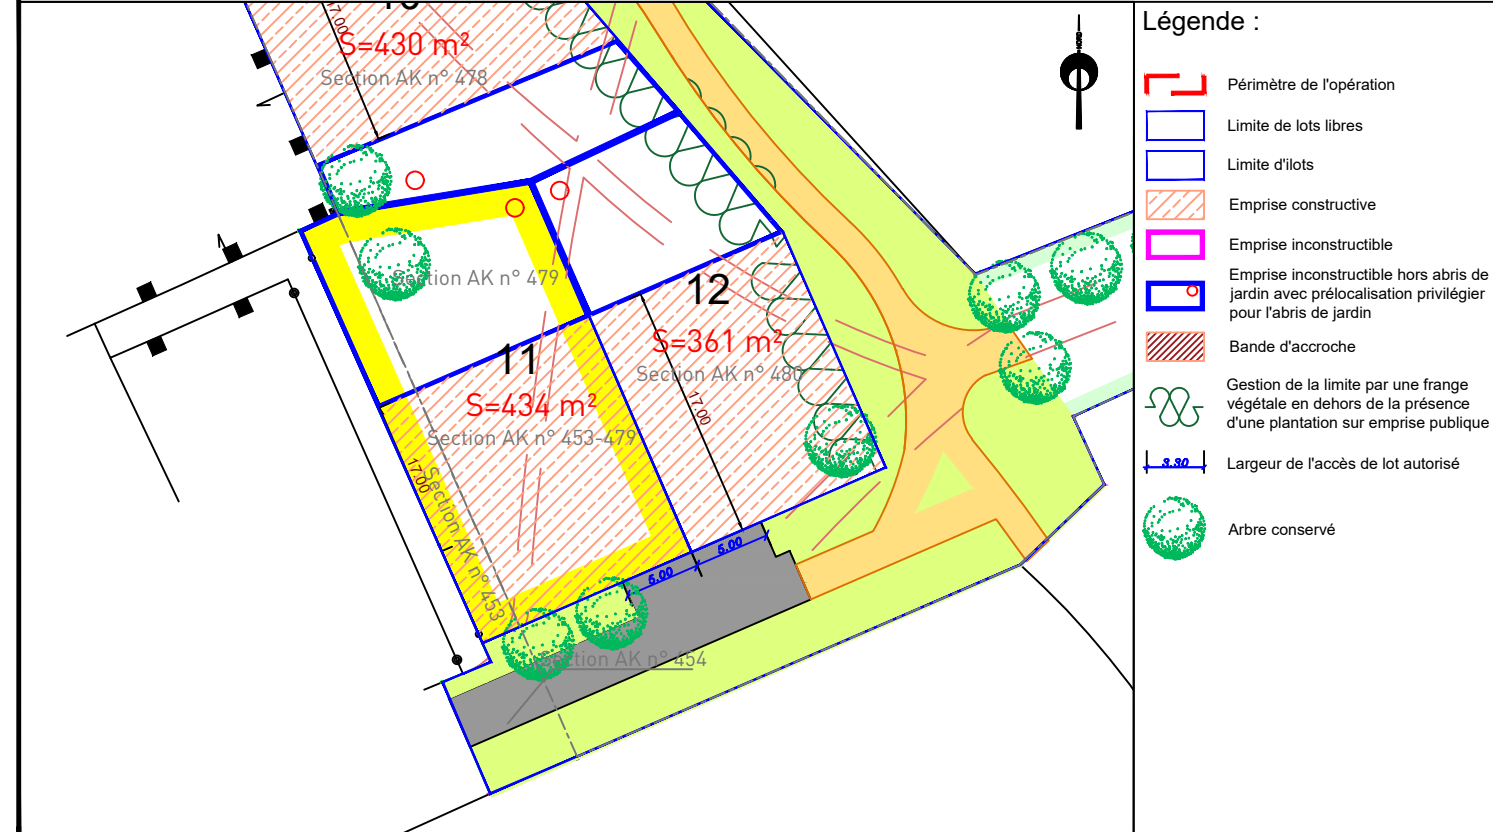 17.00
S=430 m²
Section AK n° 478
Section AK n° 479
12
S=361 m²
Section AK n° 480
17.00
11
S=434 m²
Section AK n° 453-479
17.00
Section AK n° 453
5.00
5.00
Section AK n° 454
NORD
Légende :
Périmètre de l'opération
Limite de lots libres
Limite d'ilots
Emprise constructive
Emprise inconstructible
Emprise inconstructible hors abris de
jardin avec prélocalisation privilégier
pour l'abris de jardin
Bande d'accroche
Gestion de la limite par une frange
végétale en dehors de la présence
d'une plantation sur emprise publique
3.30
Largeur de l'accès de lot autorisé
Arbre conservé